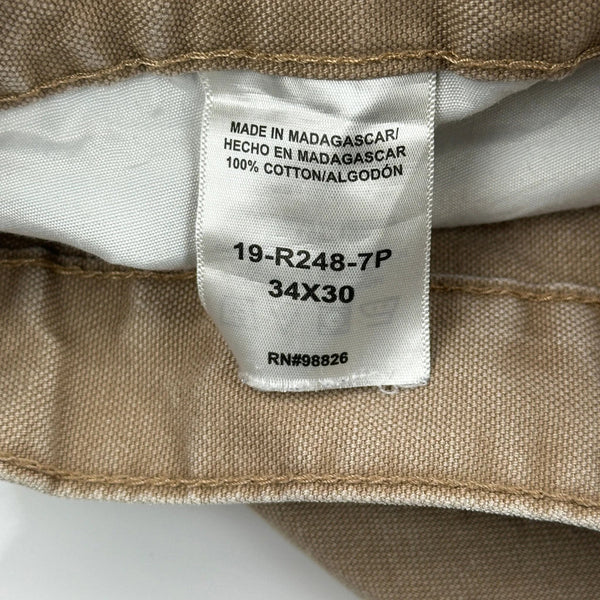 MADE IN MADAGASCAR/
HECHO EN MADAGASCAR
100% COTTON/ALGODÓN
19-R248-7P
34X30
RN#98826